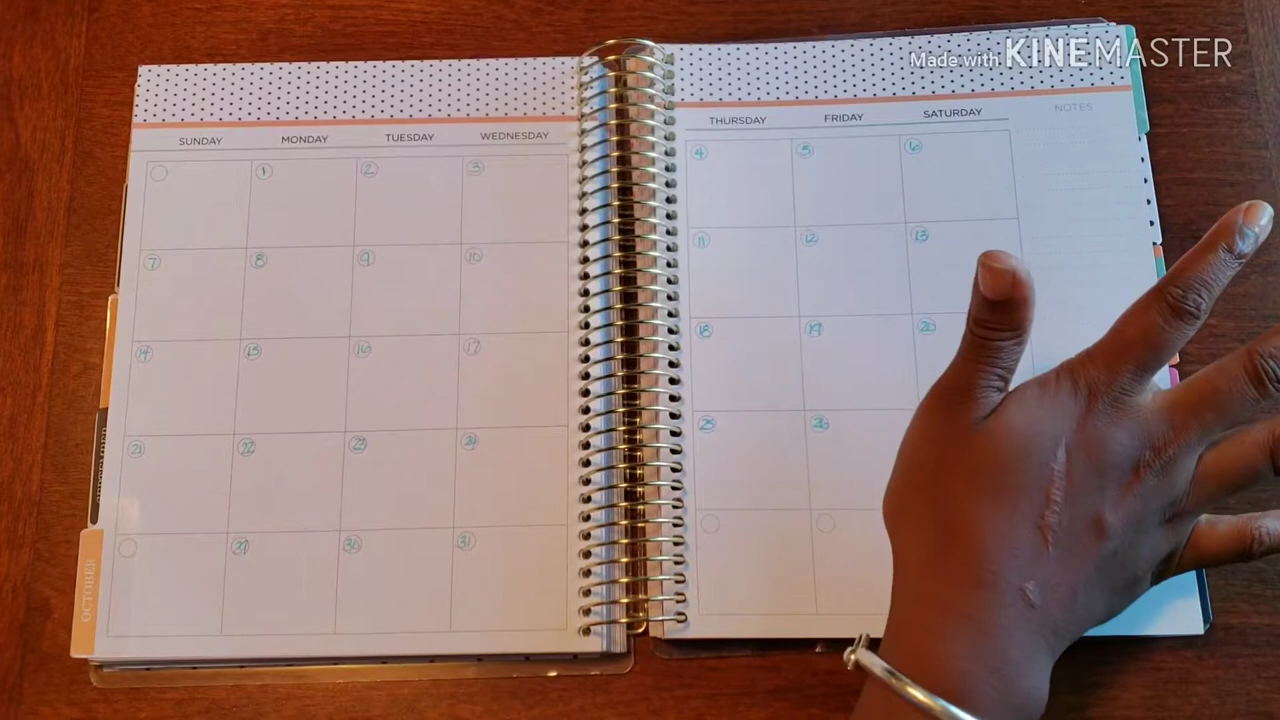 Made with KINEMASTER
SUNDAY MONDAY TUESDAY WEDNESDAY THURSDAY FRIDAY SATURDAY NOTES
1 2 3 4 5 6
7 8 9 10 11 12 13
14 15 16 17 18 19 20
21 22 23 24 25 26
29 30 31
OCTOBER